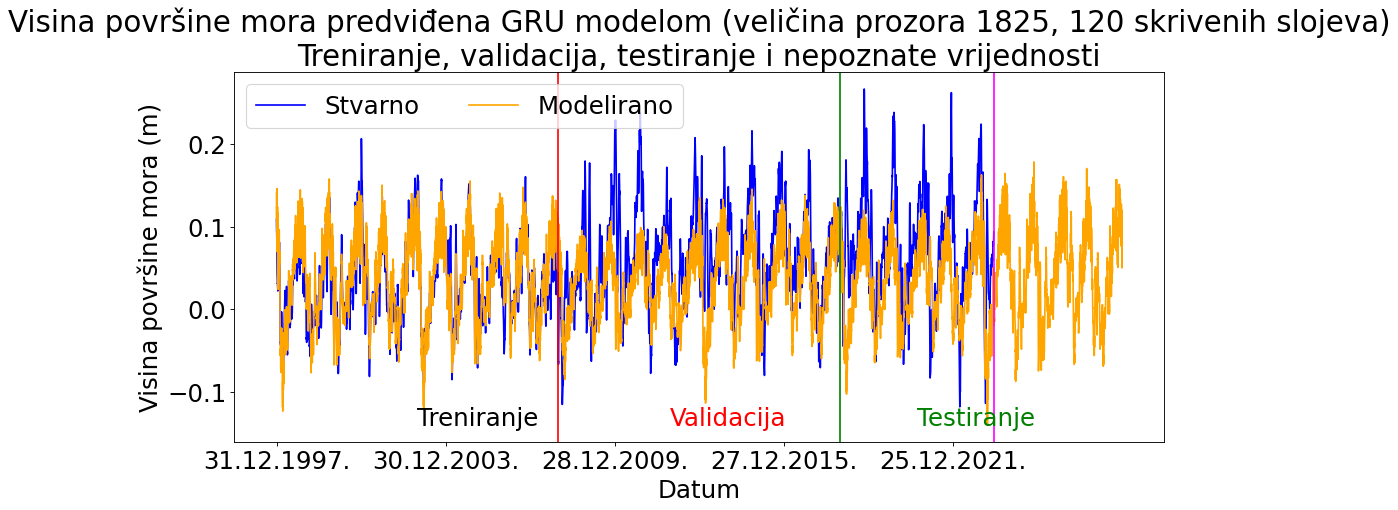 Visina površine mora predviđena GRU modelom (veličina prozora 1825, 120 skrivenih slojeva)
Treniranje, validacija, testiranje i nepoznate vrijednosti
Stvarno
Modelirano
Visina površine mora (m)
0.2
0.1
0.0
−0.1
Treniranje
Validacija
Testiranje
31.12.1997.
30.12.2003.
28.12.2009.
27.12.2015.
25.12.2021.
Datum